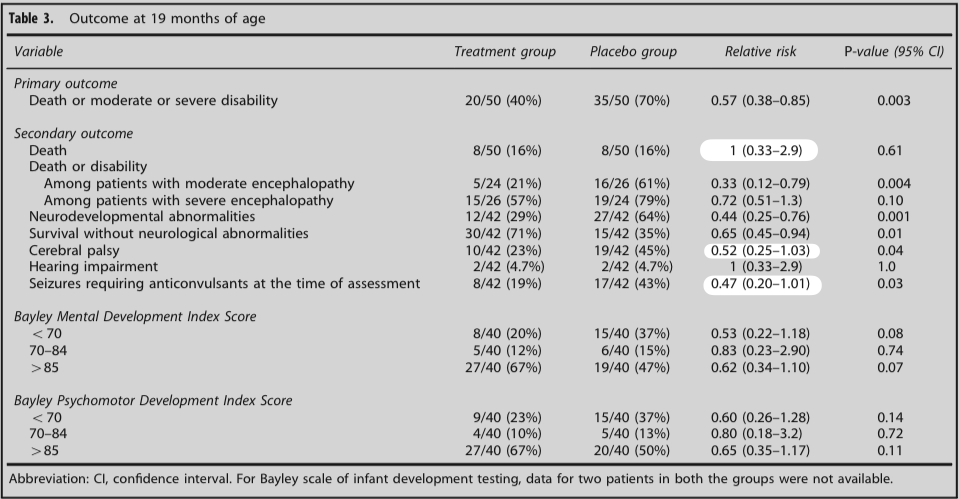 Table 3. Outcome at 19 months of age
Variable Treatment group Placebo group Relative risk P-value (95% CI)
Primary outcome
Death or moderate or severe disability 20/50 (40%) 35/50 (70%) 0.57 (0.38–0.85) 0.003
Secondary outcome
Death 8/50 (16%) 8/50 (16%) 1 (0.33–2.9) 0.61
Death or disability
Among patients with moderate encephalopathy 5/24 (21%) 16/26 (61%) 0.33 (0.12–0.79) 0.004
Among patients with severe encephalopathy 15/26 (57%) 19/24 (79%) 0.72 (0.51–1.3) 0.10
Neurodevelopmental abnormalities 12/42 (29%) 27/42 (64%) 0.44 (0.25–0.76) 0.001
Survival without neurological abnormalities 30/42 (71%) 15/42 (35%) 0.65 (0.45–0.94) 0.01
Cerebral palsy 10/42 (23%) 19/42 (45%) 0.52 (0.25–1.03) 0.04
Hearing impairment 2/42 (4.7%) 2/42 (4.7%) 1 (0.33–2.9) 1.0
Seizures requiring anticonvulsants at the time of assessment 8/42 (19%) 17/42 (43%) 0.47 (0.20–1.01) 0.03
Bayley Mental Development Index Score
<70 8/40 (20%) 15/40 (37%) 0.53 (0.22–1.18) 0.08
70–84 5/40 (12%) 6/40 (15%) 0.83 (0.23–2.90) 0.74
>85 27/40 (67%) 19/40 (47%) 0.62 (0.34–1.10) 0.07
Bayley Psychomotor Development Index Score
<70 9/40 (23%) 15/40 (37%) 0.60 (0.26–1.28) 0.14
70–84 4/40 (10%) 5/40 (13%) 0.80 (0.18–3.2) 0.72
>85 27/40 (67%) 20/40 (50%) 0.65 (0.35–1.17) 0.11
Abbreviation: CI, confidence interval. For Bayley scale of infant development testing, data for two patients in both the groups were not available.